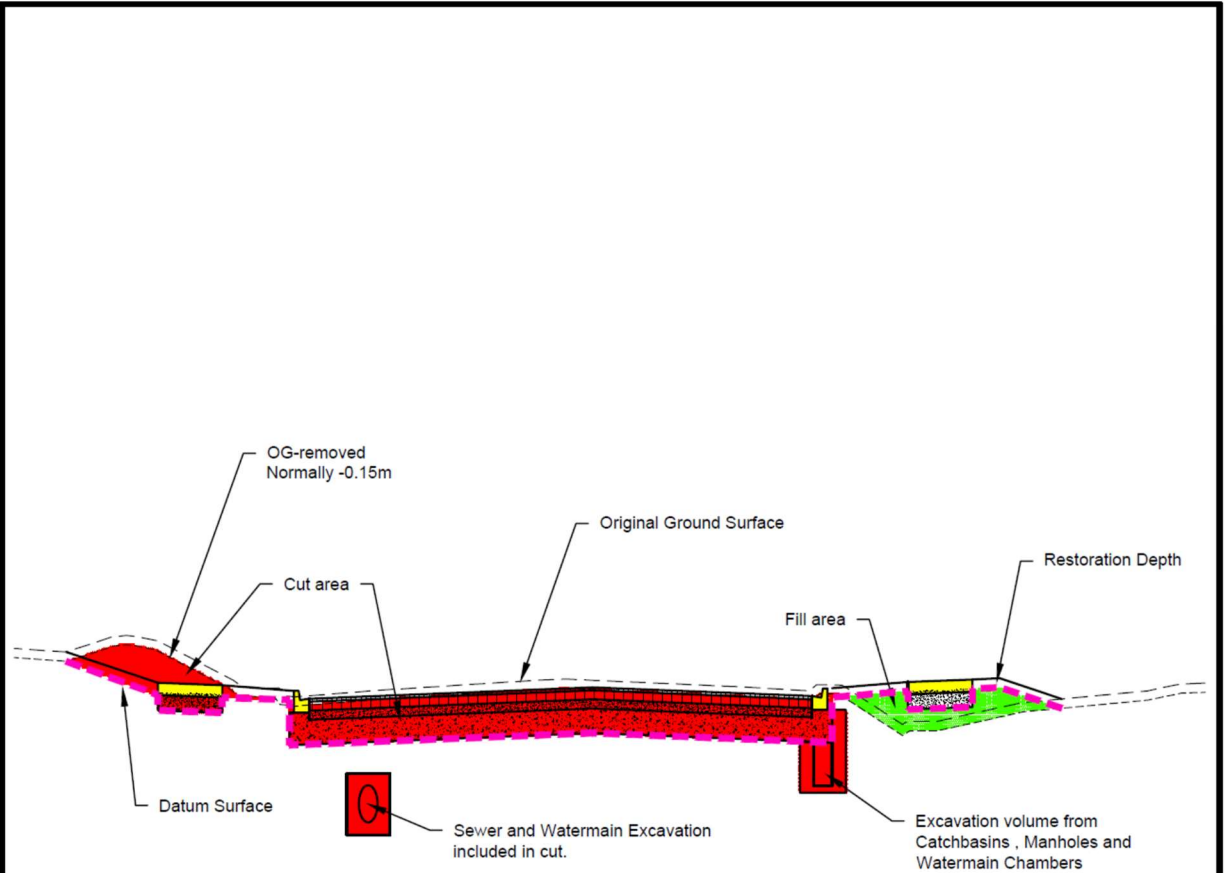 OG-removed
Normally -0.15m
Original Ground Surface
Restoration Depth
Cut area
Fill area
Datum Surface
Sewer and Watermain Excavation
included in cut.
Excavation volume from
Catchbasins , Manholes and
Watermain Chambers